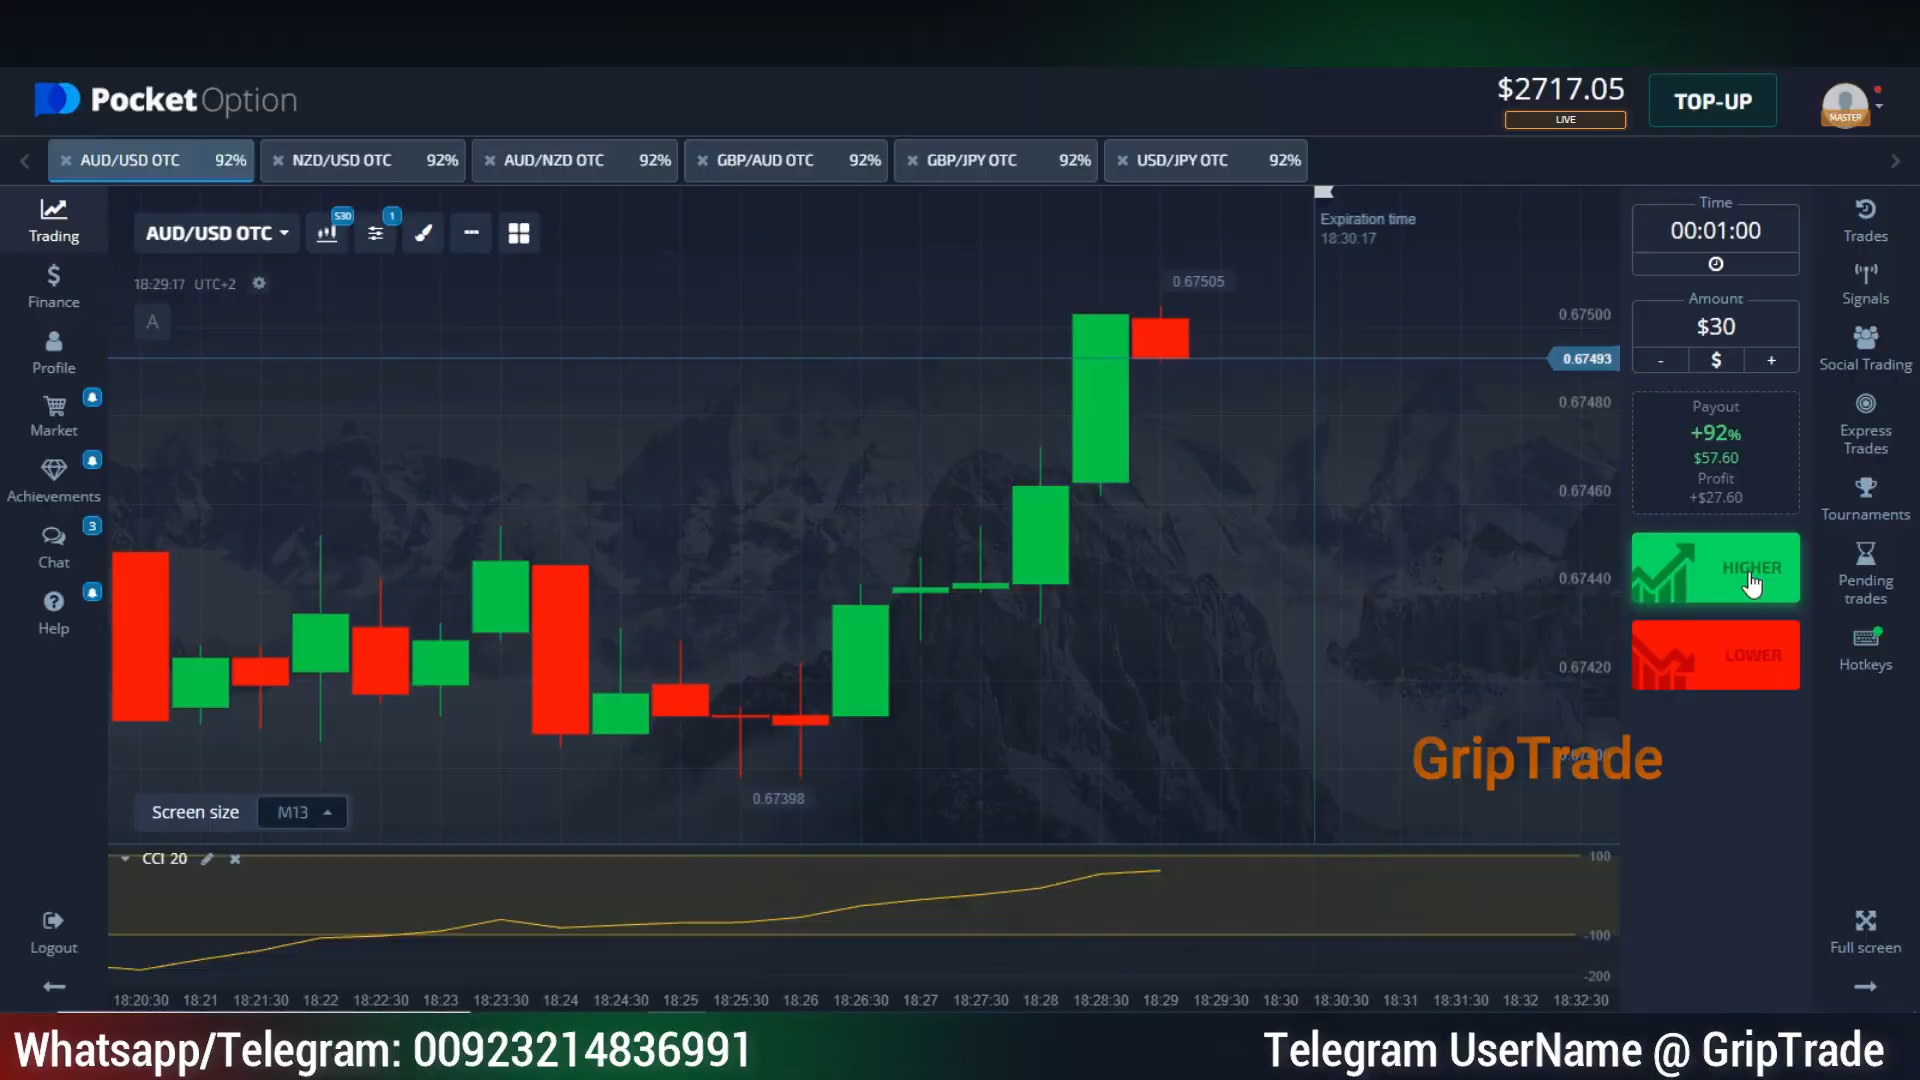 PocketOption
$2717.05
LIVE
TOP-UP
MASTER
AUD/USD OTC 92%
NZD/USD OTC 92%
AUD/NZD OTC 92%
GBP/AUD OTC 92%
GBP/JPY OTC 92%
USD/JPY OTC 92%
Trading
Finance
Profile
Market
Achievements
3
Chat
Help
Logout
AUD/USD OTC
S30
1
18:29:17 UTC+2
A
Expiration time
18:30:17
0.67505
0.67500
0.67493
0.67480
0.67460
0.67440
0.67420
0.67398
Screen size M13
CCI 20
100
-100
-200
18:20:30 18:21 18:21:30 18:22 18:22:30 18:23 18:23:30 18:24 18:24:30 18:25 18:25:30 18:26 18:26:30 18:27 18:27:30 18:28 18:28:30 18:29 18:29:30 18:30 18:30:30 18:31 18:31:30 18:32 18:32:30
Time
00:01:00
Amount
$30
- $ +
Payout
+92%
$57.60
Profit
+$27.60
HIGHER
LOWER
GripTrade
Trades
Signals
Social Trading
Express
Trades
Tournaments
Pending
trades
Hotkeys
Full screen
Whatsapp/Telegram: 00923214836991
Telegram UserName @ GripTrade